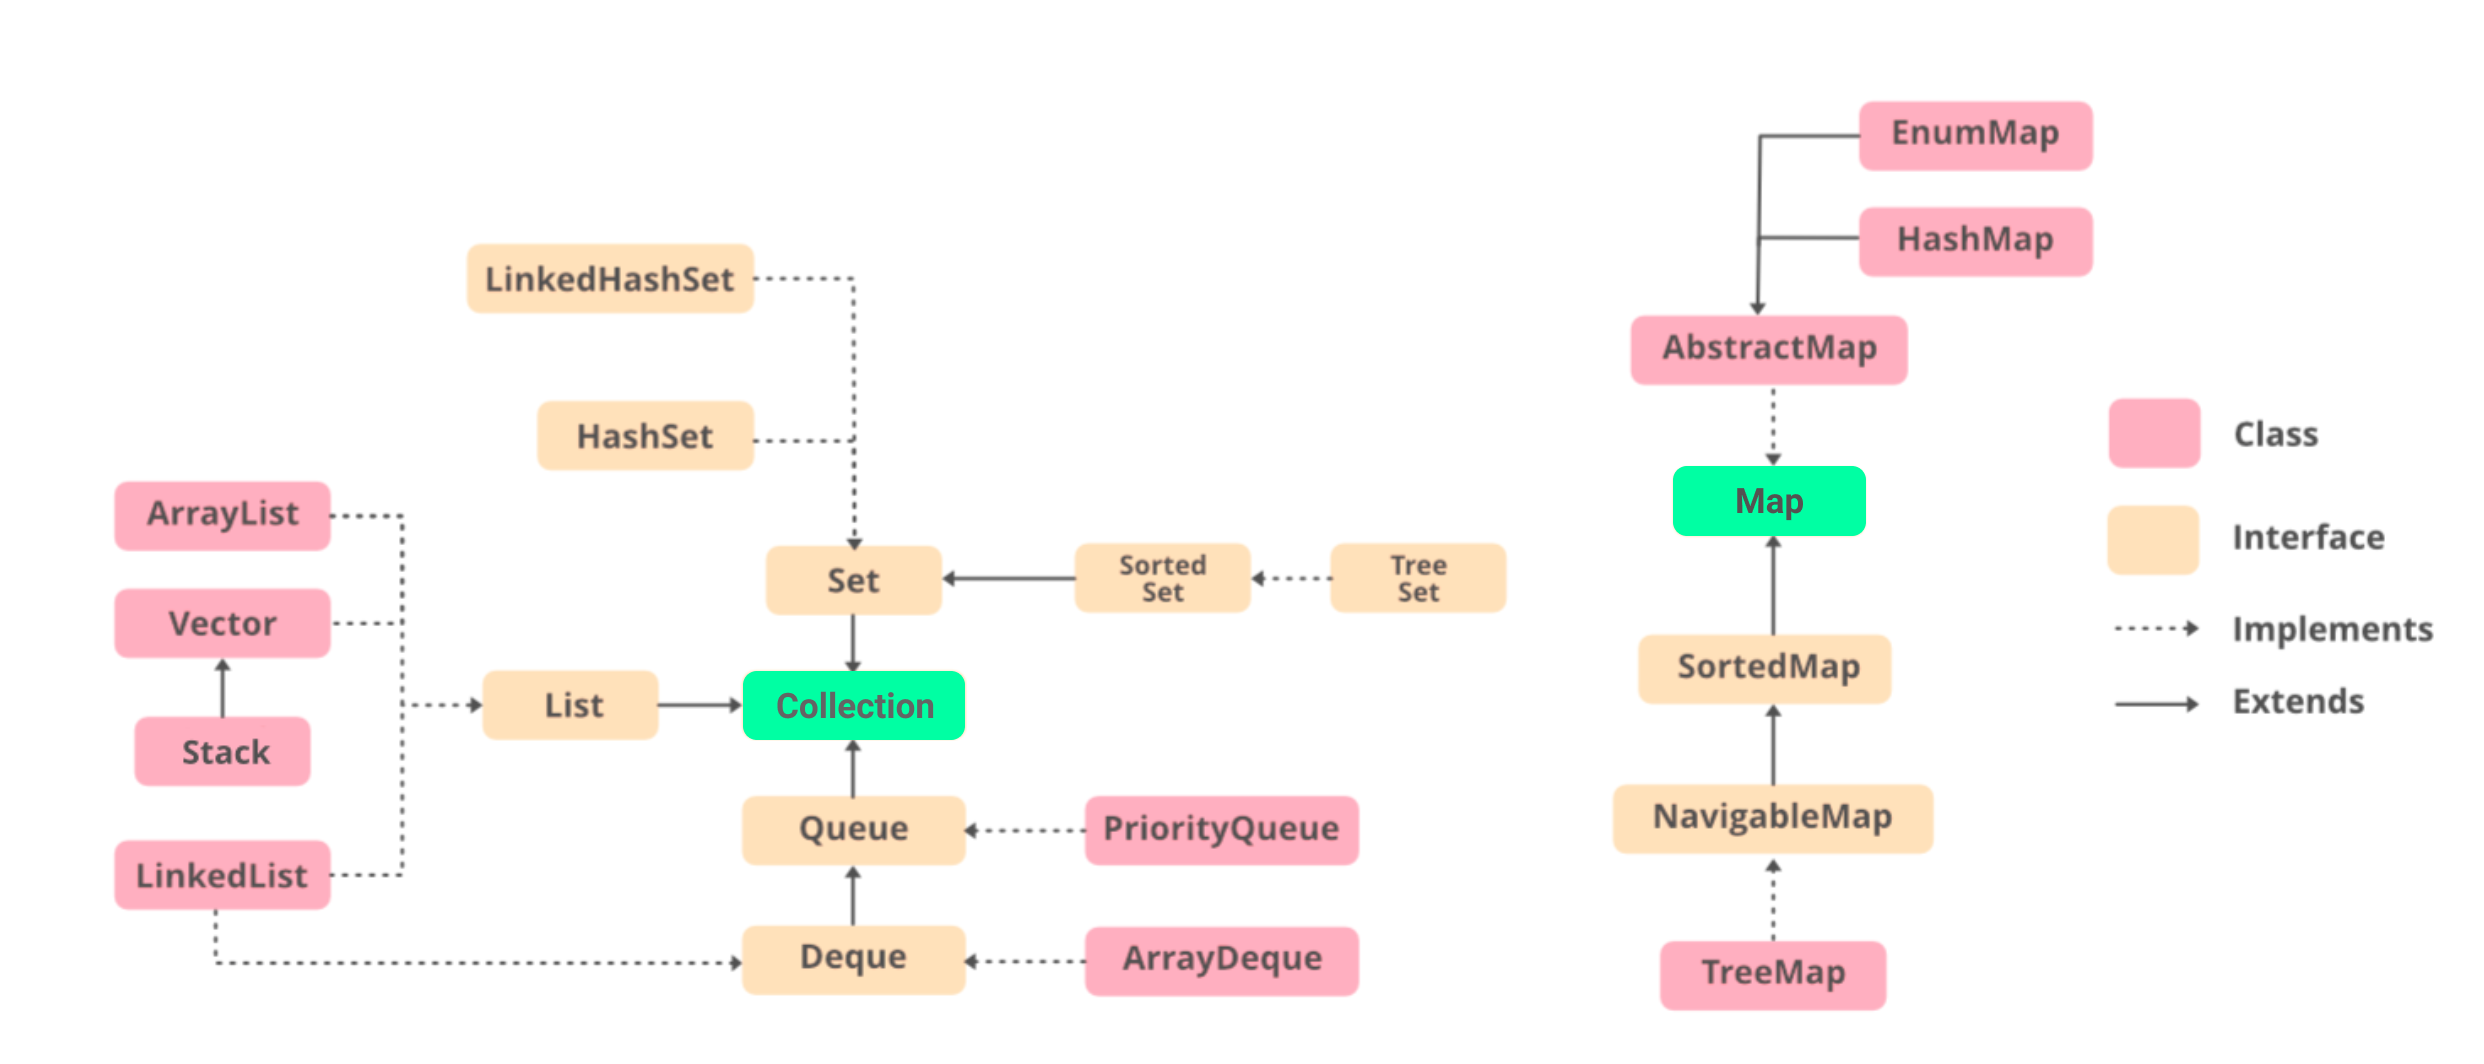 EnumMap
HashMap
LinkedHashSet
AbstractMap
HashSet
Class
Map
ArrayList
Interface
Set
Sorted
Set
Tree
Set
Vector
Implements
SortedMap
List
Collection
Extends
Stack
Queue
PriorityQueue
NavigableMap
LinkedList
Deque
ArrayDeque
TreeMap